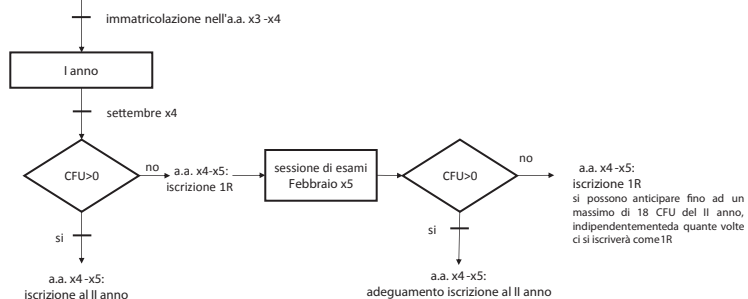 immatricolazione nell'a.a. x3 -x4
I anno
settembre x4
CFU>0
no
a.a. x4-x5:
iscrizione 1R
sessione di esami
Febbraio x5
CFU>0
no
a.a. x4 -x5:
iscrizione 1R
si possono anticipare fino ad un
massimo di 18 CFU del II anno,
indipendentementeda quante volte
ci si iscriverà come1R
si
a.a. x4 -x5:
iscrizione al II anno
si
a.a. x4 -x5:
adeguamento iscrizione al II anno